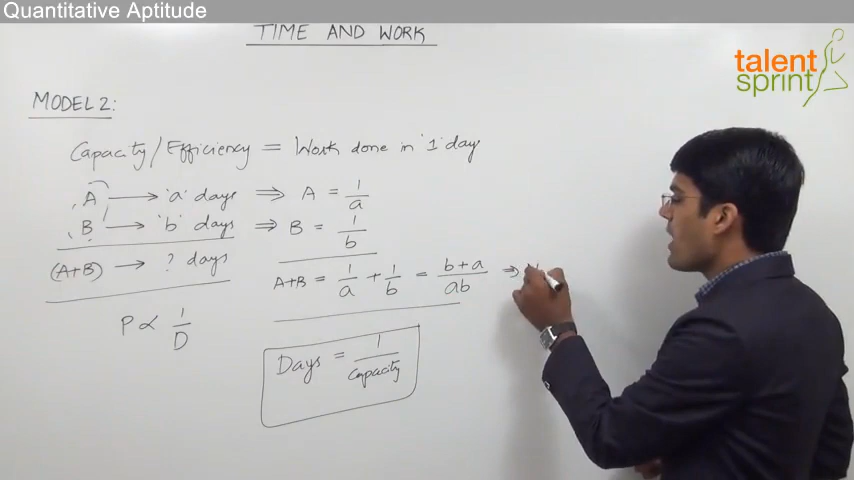 Quantitative Aptitude
TIME AND WORK
talent
sprint
MODEL 2:
Capacity/Efficiency = Work done in '1' day
A → 'a' days ⇒ A = 1/a
B → 'b' days ⇒ B = 1/b
(A+B) → ? days
A+B = 1/a + 1/b = b+a/ab ⇒
P ∝ 1/D
Days = 1/Capacity